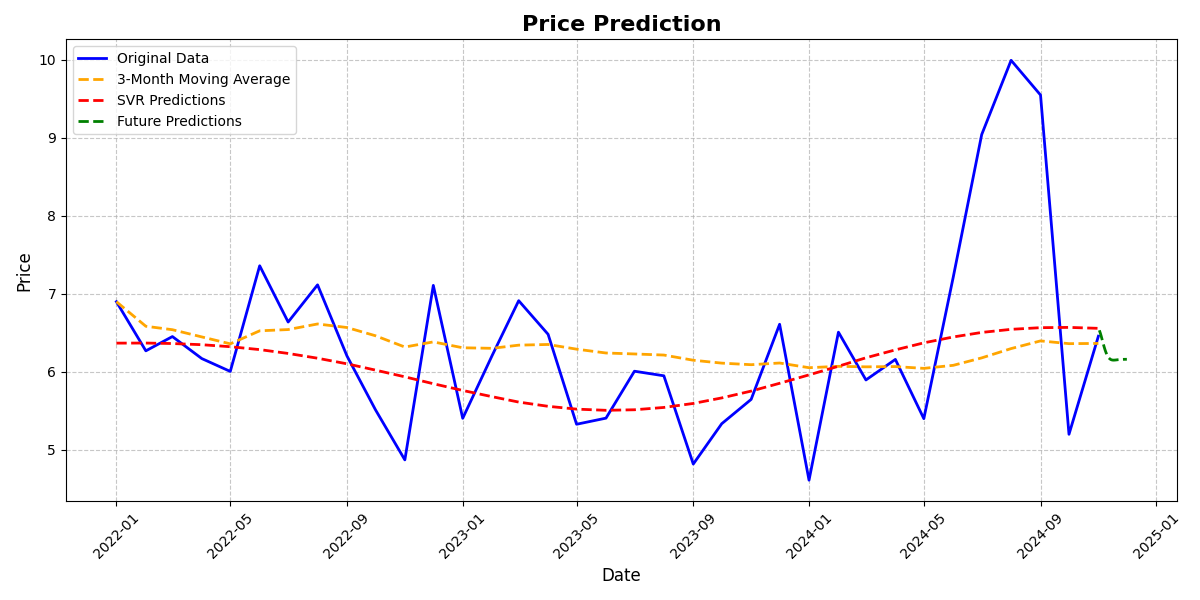 Price Prediction
Original Data
3-Month Moving Average
SVR Predictions
Future Predictions
Price
10
9
8
7
6
5
2022-01
2022-05
2022-09
2023-01
2023-05
2023-09
2024-01
2024-05
2024-09
2025-01
Date